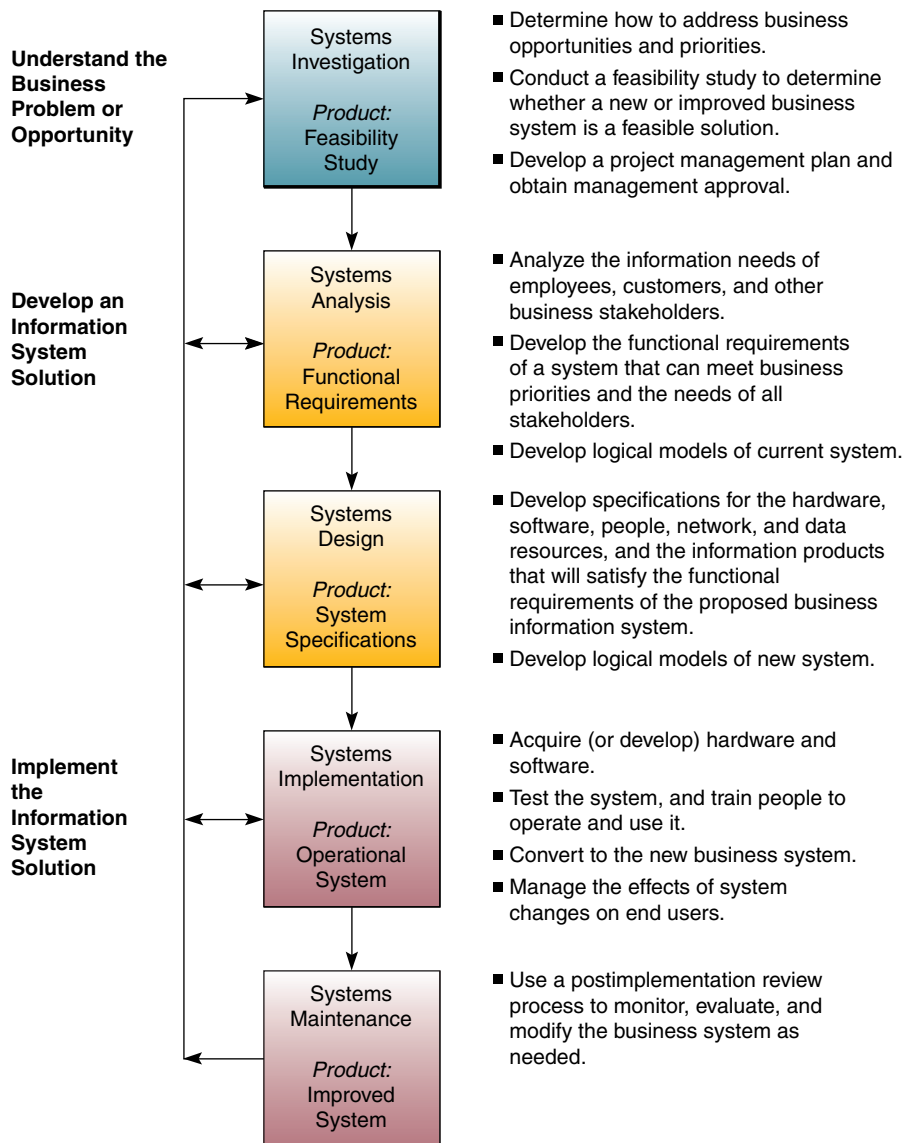 Understand the
Business
Problem or
Opportunity
Systems
Investigation
Product:
Feasibility
Study
■ Determine how to address business
opportunities and priorities.
■ Conduct a feasibility study to determine
whether a new or improved business
system is a feasible solution.
■ Develop a project management plan and
obtain management approval.
Develop an
Information
System
Solution
Systems
Analysis
Product:
Functional
Requirements
■ Analyze the information needs of
employees, customers, and other
business stakeholders.
■ Develop the functional requirements
of a system that can meet business
priorities and the needs of all
stakeholders.
■ Develop logical models of current system.
Systems
Design
Product:
System
Specifications
■ Develop specifications for the hardware,
software, people, network, and data
resources, and the information products
that will satisfy the functional
requirements of the proposed business
information system.
■ Develop logical models of new system.
Implement
the
Information
System
Solution
Systems
Implementation
Product:
Operational
System
■ Acquire (or develop) hardware and
software.
■ Test the system, and train people to
operate and use it.
■ Convert to the new business system.
■ Manage the effects of system
changes on end users.
Systems
Maintenance
Product:
Improved
System
■ Use a postimplementation review
process to monitor, evaluate, and
modify the business system as
needed.